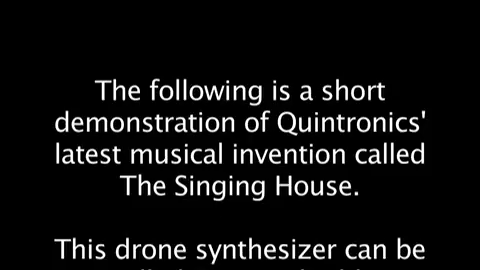 The following is a short
demonstration of Quintronics'
latest musical invention called
The Singing House.
This drone synthesizer can be